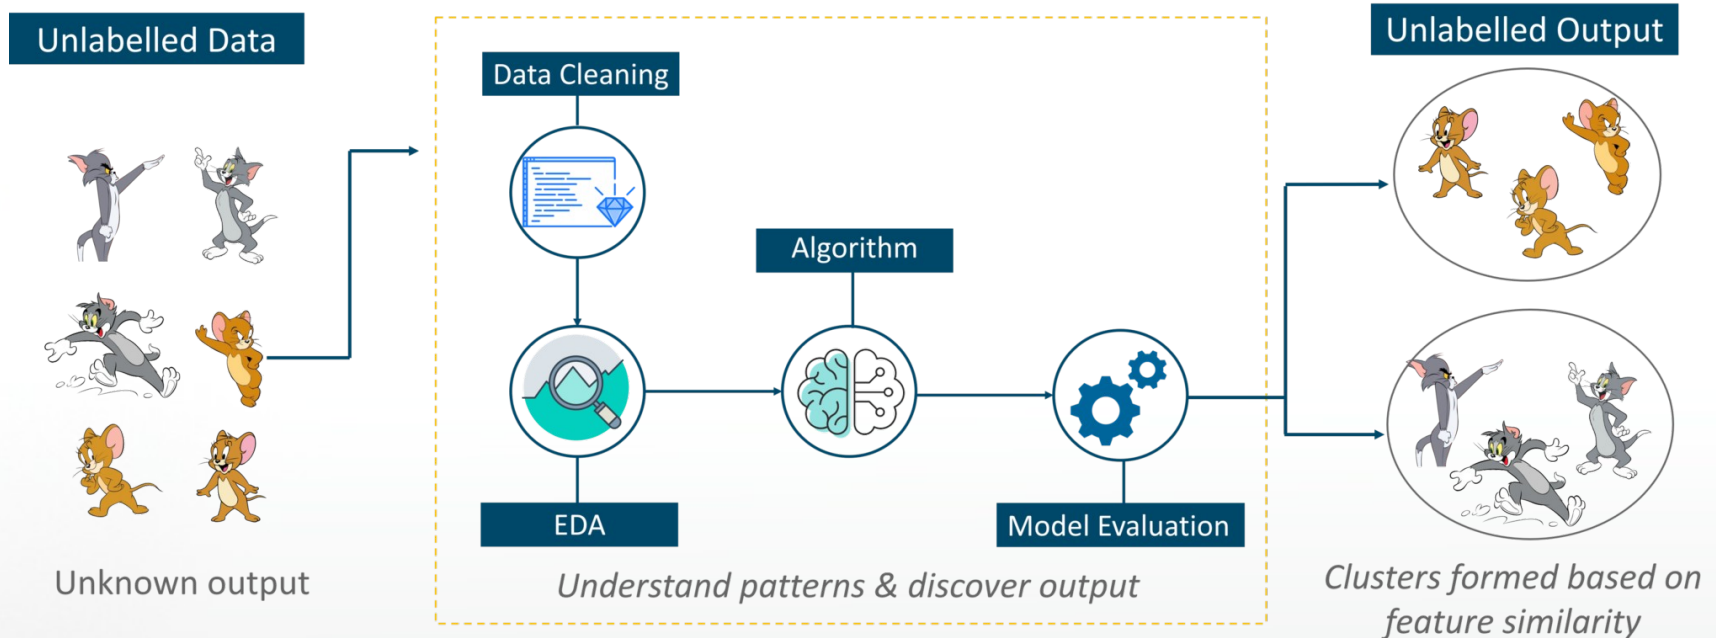 Unlabelled Data
Unknown output
Data Cleaning
EDA
Algorithm
Model Evaluation
Understand patterns & discover output
Unlabelled Output
Clusters formed based on
feature similarity